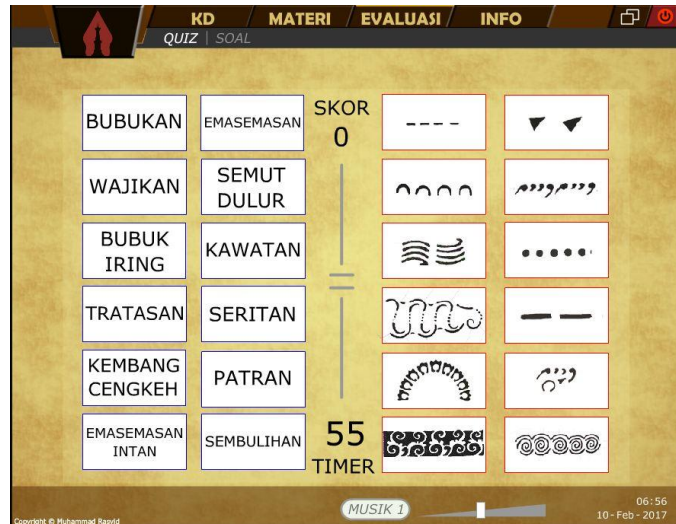 KD MATERI EVALUASI INFO
QUIZ | SOAL
BUBUKAN
EMASEMASAN
SKOR
0
WAJIKAN
SEMUT
DULUR
BUBUK
IRING
KAWATAN
TRATASAN
SERITAN
KEMBANG
CENGKEH
PATRAN
EMASEMASAN
INTAN
SEMBULIHAN
55
TIMER
MUSIK 1
06:56
10 - Feb - 2017
Copyright © Muhammad Rasyid